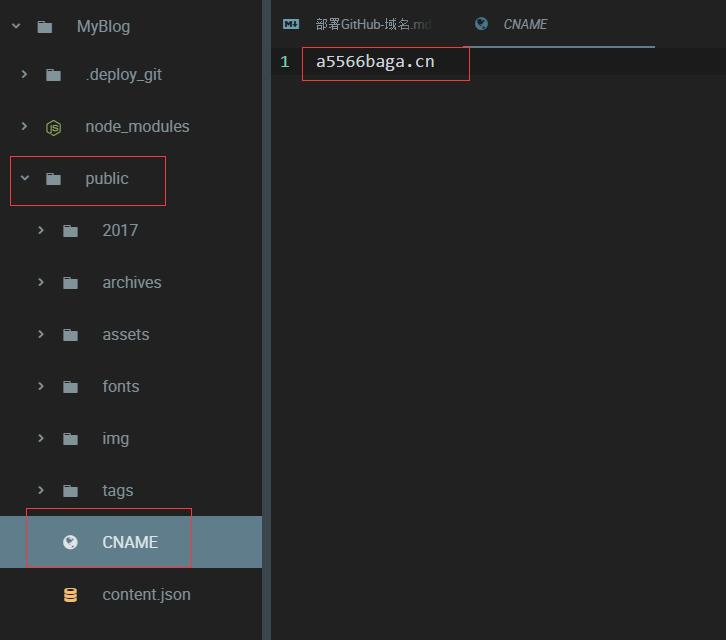 MyBlog
.deploy_git
node_modules
public
2017
archives
assets
fonts
img
tags
CNAME
content.json
部署GitHub-域名.md
CNAME
1 a5566baga.cn